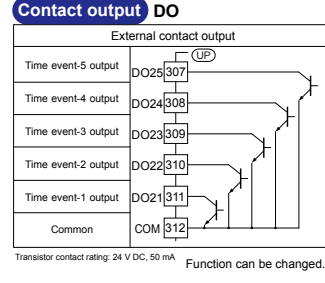 Contact output DO
External contact output
UP
Time event-5 output DO25 307
Time event-4 output DO24 308
Time event-3 output DO23 309
Time event-2 output DO22 310
Time event-1 output DO21 311
Common COM 312
Transistor contact rating: 24 V DC, 50 mA Function can be changed.